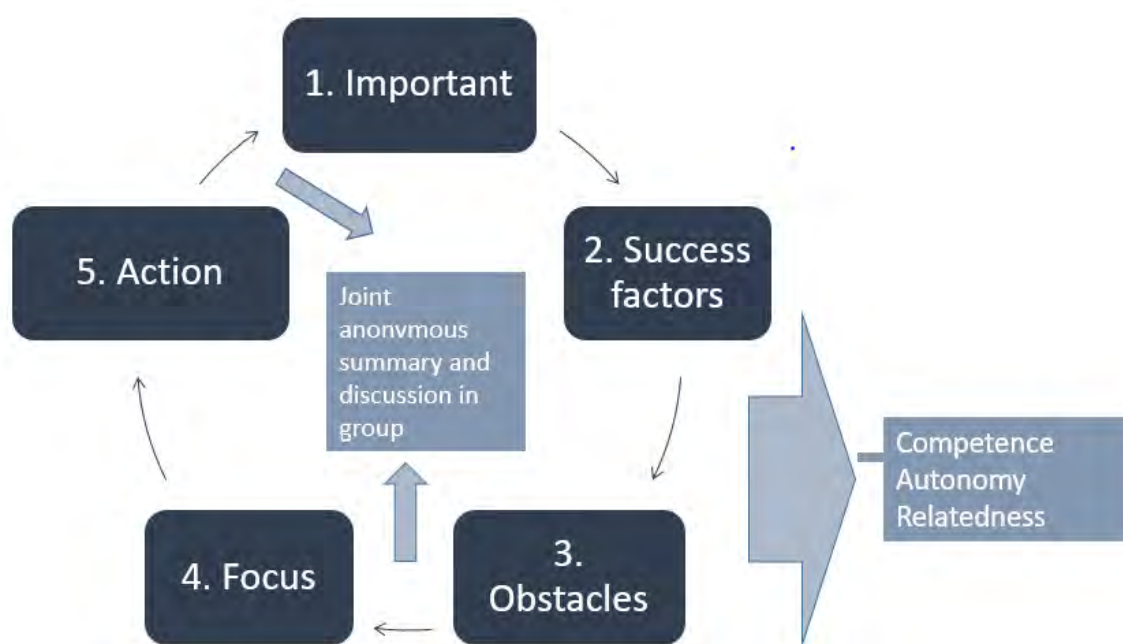 1. Important
2. Success
factors
3.
Obstacles
4. Focus
5. Action
Joint
anonvmous
summary and
discussion in
group
Competence
Autonomy
Relatedness